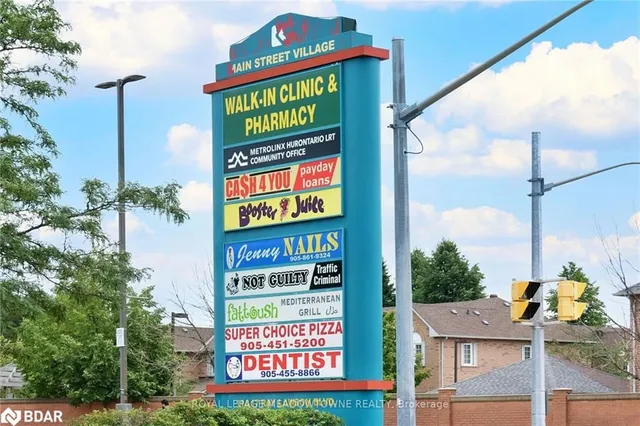 MAIN STREET VILLAGE
WALK-IN CLINIC &
PHARMACY
METROLINX HURONTARIO LRT
COMMUNITY OFFICE
CA$H 4 YOU payday
loans
Booster Juice
Jenny NAILS
905-861-9324
NOT GUILTY Traffic
Criminal
fattoush MEDITERRANEAN
GRILL
SUPER CHOICE PIZZA
905-451-5200
DENTIST
905-455-8866
BDAR
ROYAL LEPAGE MEADOWTOWNE REALTY, Brokerage